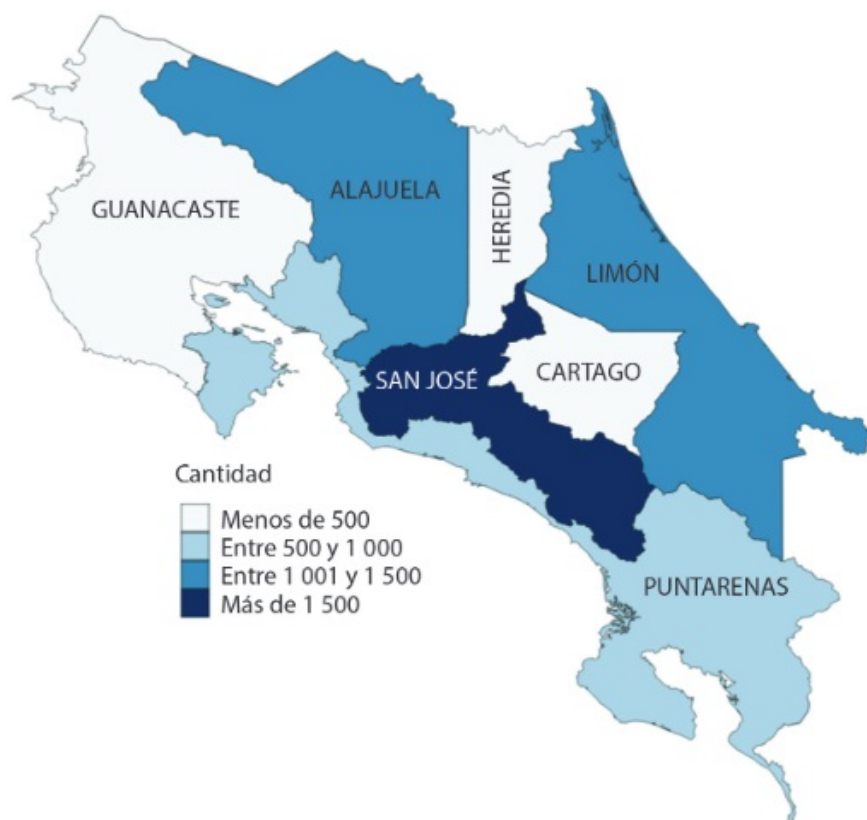 GUANACASTE
ALAJUELA
HEREDIA
LIMÓN
SAN JOSÉ
CARTAGO
PUNTARENAS
Cantidad
Menos de 500
Entre 500 y 1 000
Entre 1 001 y 1 500
Más de 1 500